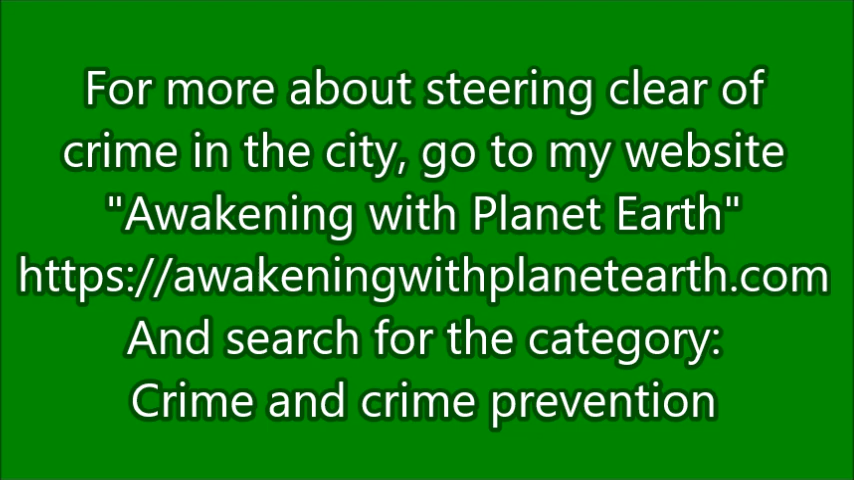 For more about steering clear of
crime in the city, go to my website
"Awakening with Planet Earth"
https://awakeningwithplanetearth.com
And search for the category:
Crime and crime prevention